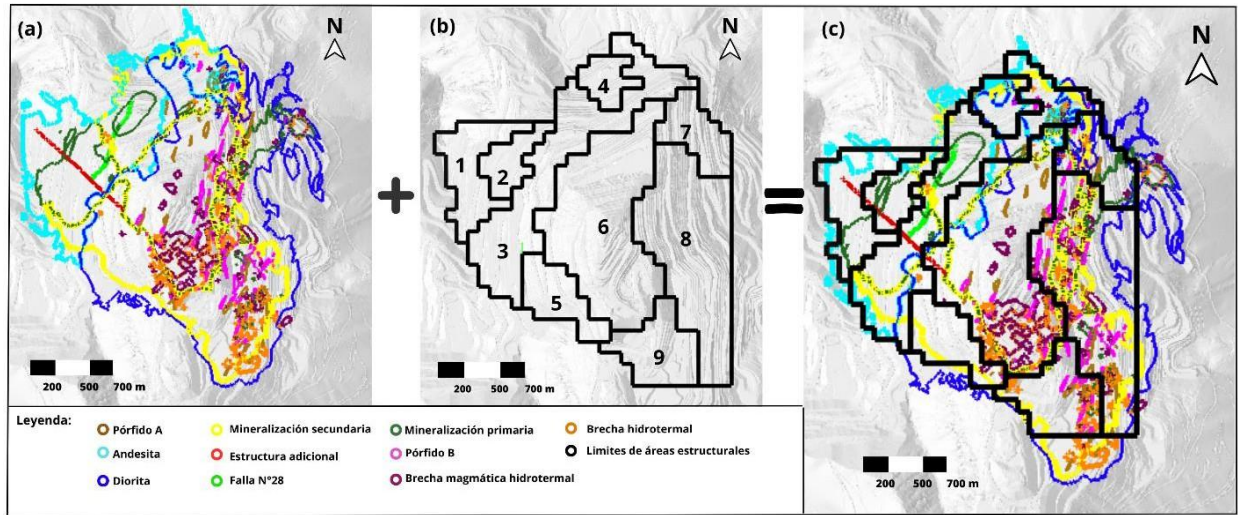 (a)
N
200 500 700 m
+
(b)
N
4
7
1
2
6
3
8
5
9
200 500 700 m
=
(c)
N
200 500 700 m
Leyenda:
Pórfido A
Mineralización secundaria
Mineralización primaria
Brecha hidrotermal
Andesita
Estructura adicional
Pórfido B
Limites de áreas estructurales
Diorita
Falla N°28
Brecha magmática hidrotermal